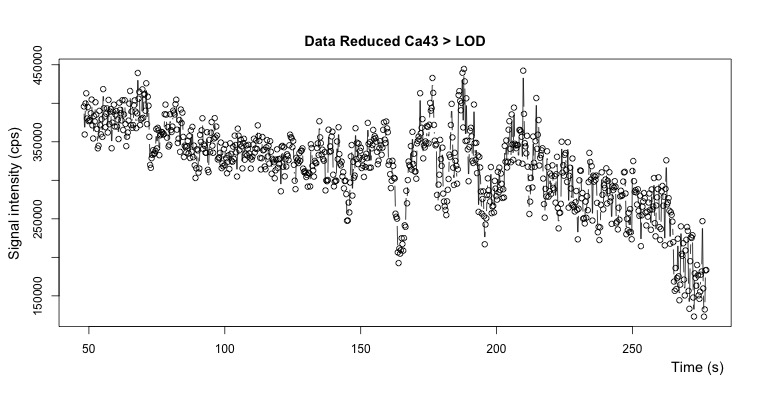 Data Reduced Ca43 > LOD
Signal intensity (cps)
450000
350000
250000
150000
50 100 150 200 250
Time (s)